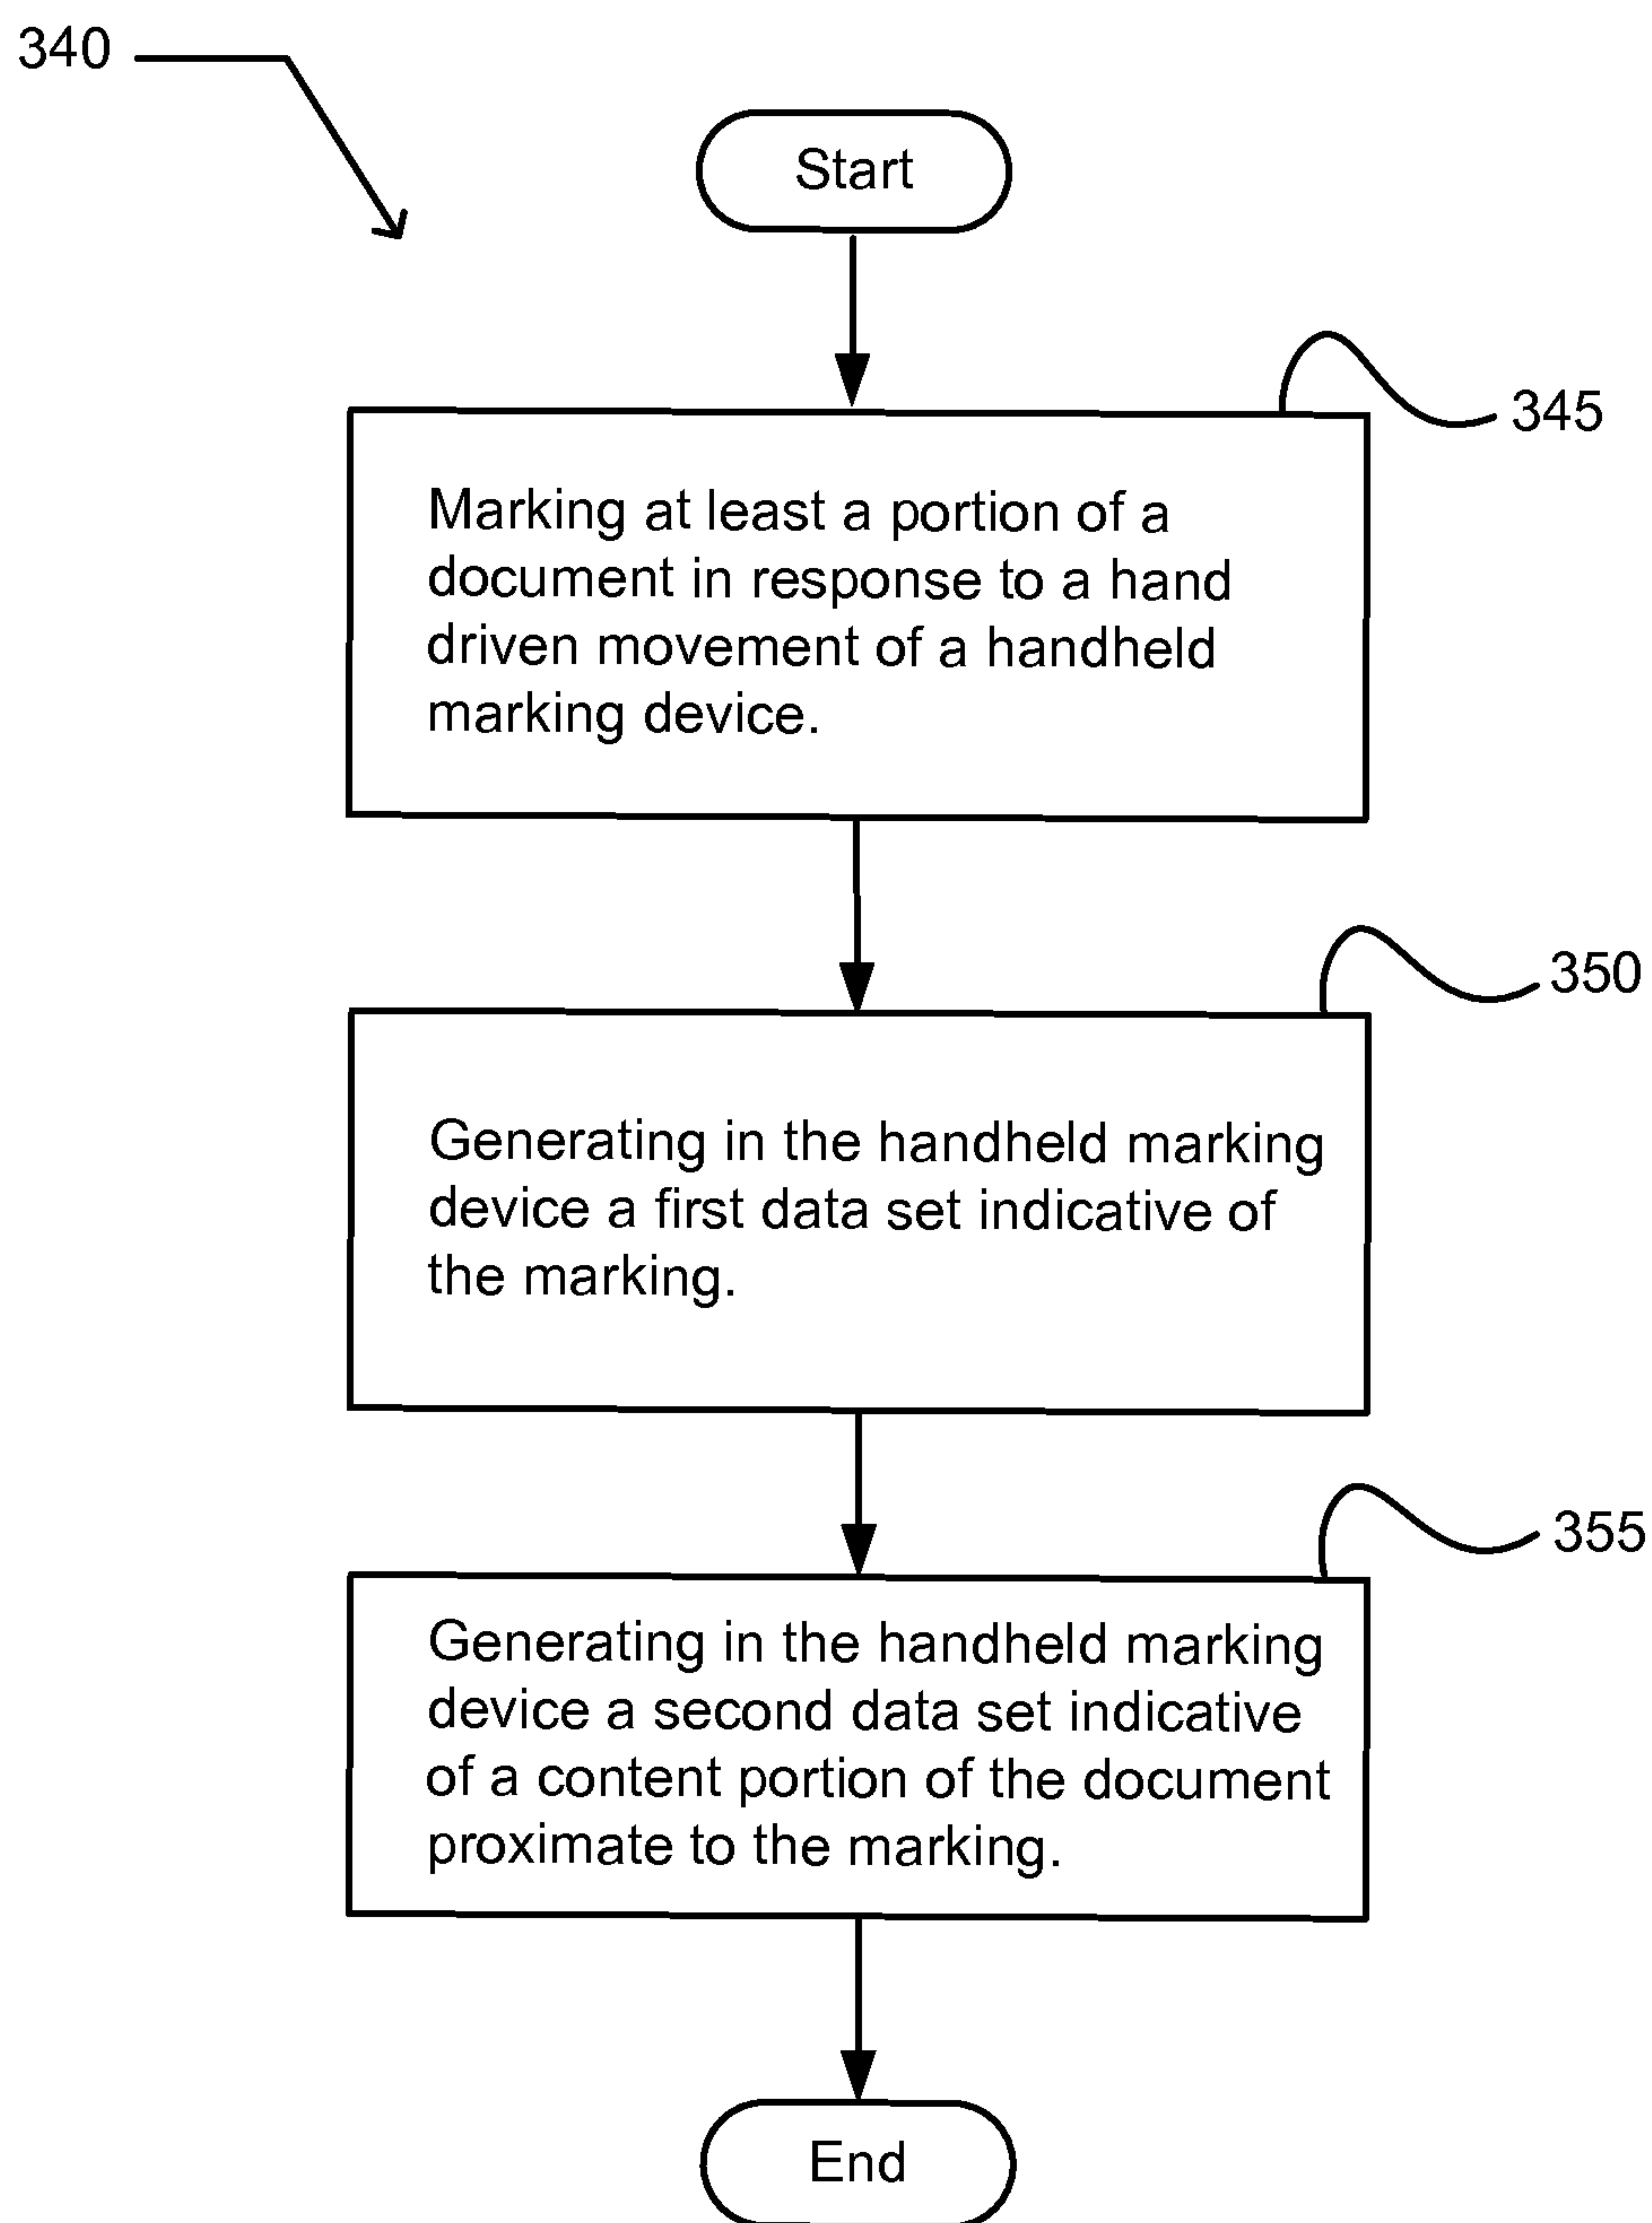 340
Start
345
Marking at least a portion of a
document in response to a hand
driven movement of a handheld
marking device.
350
Generating in the handheld marking
device a first data set indicative of
the marking.
355
Generating in the handheld marking
device a second data set indicative
of a content portion of the document
proximate to the marking.
End